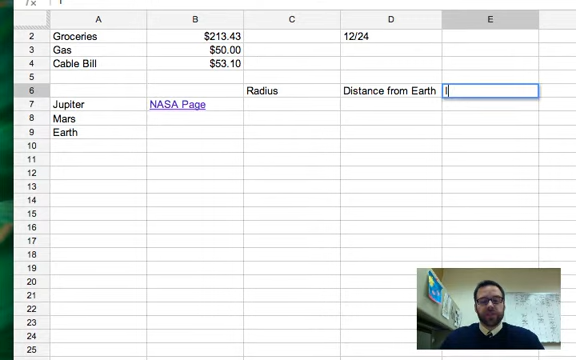 A B C D E
2 Groceries $213.43 12/24
3 Gas $50.00
4 Cable Bill $53.10
5
6 Radius Distance from Earth I
7 Jupiter NASA Page
8 Mars
9 Earth
10
11
12
13
14
15
16
17
18
19
20
21
22
23
24
25